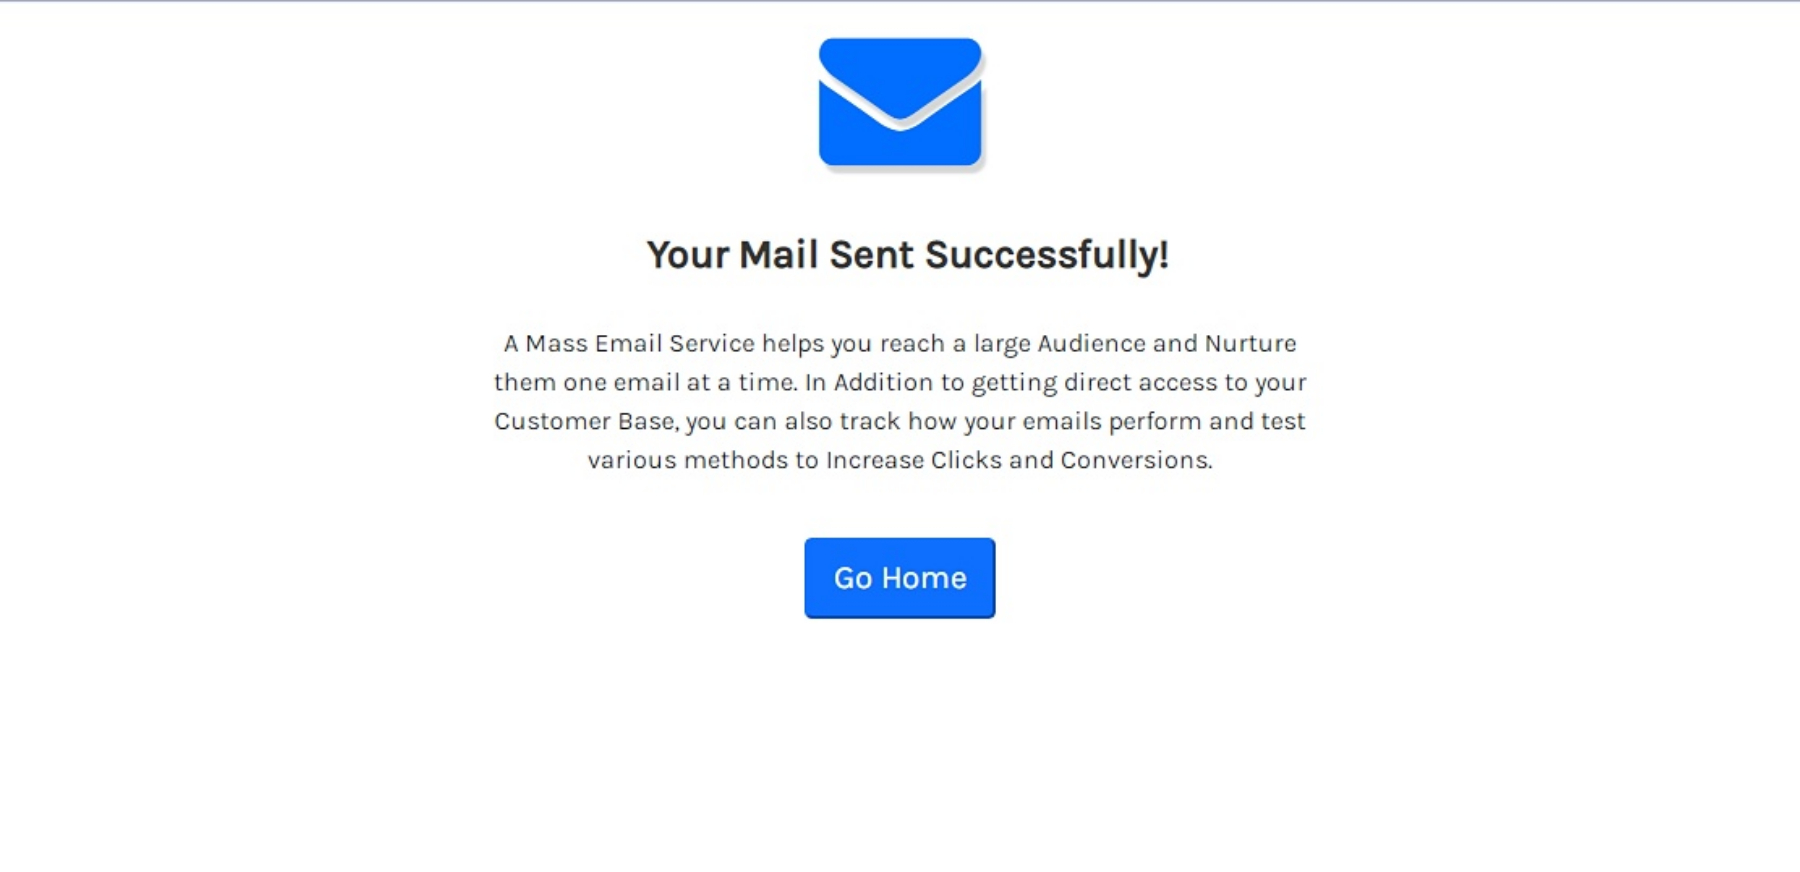 Your Mail Sent Successfully!
A Mass Email Service helps you reach a large Audience and Nurture
them one email at a time. In Addition to getting direct access to your
Customer Base, you can also track how your emails perform and test
various methods to Increase Clicks and Conversions.
Go Home